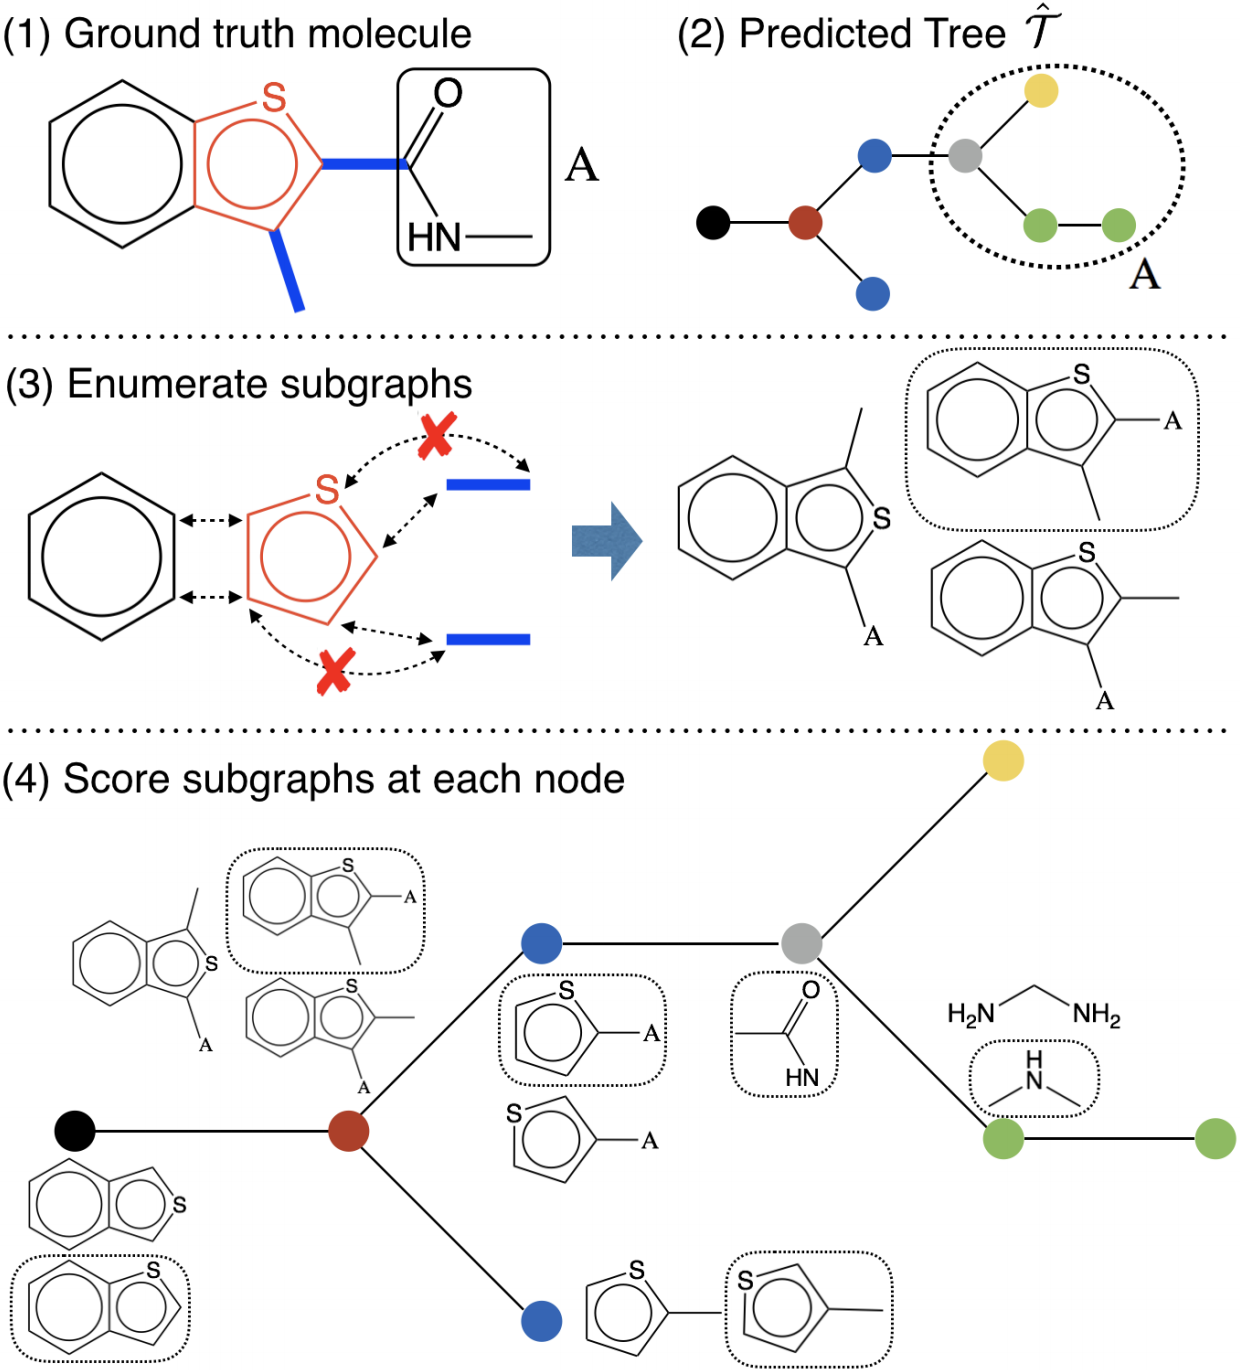 (1) Ground truth molecule
(2) Predicted Tree 𝒯̂
S
O
HN
A
A
(3) Enumerate subgraphs
S
S
A
S
A
S
A
(4) Score subgraphs at each node
S
A
S
A
S
A
S
A
S
A
O
HN
H₂N NH₂
H
N
S
S
S
S